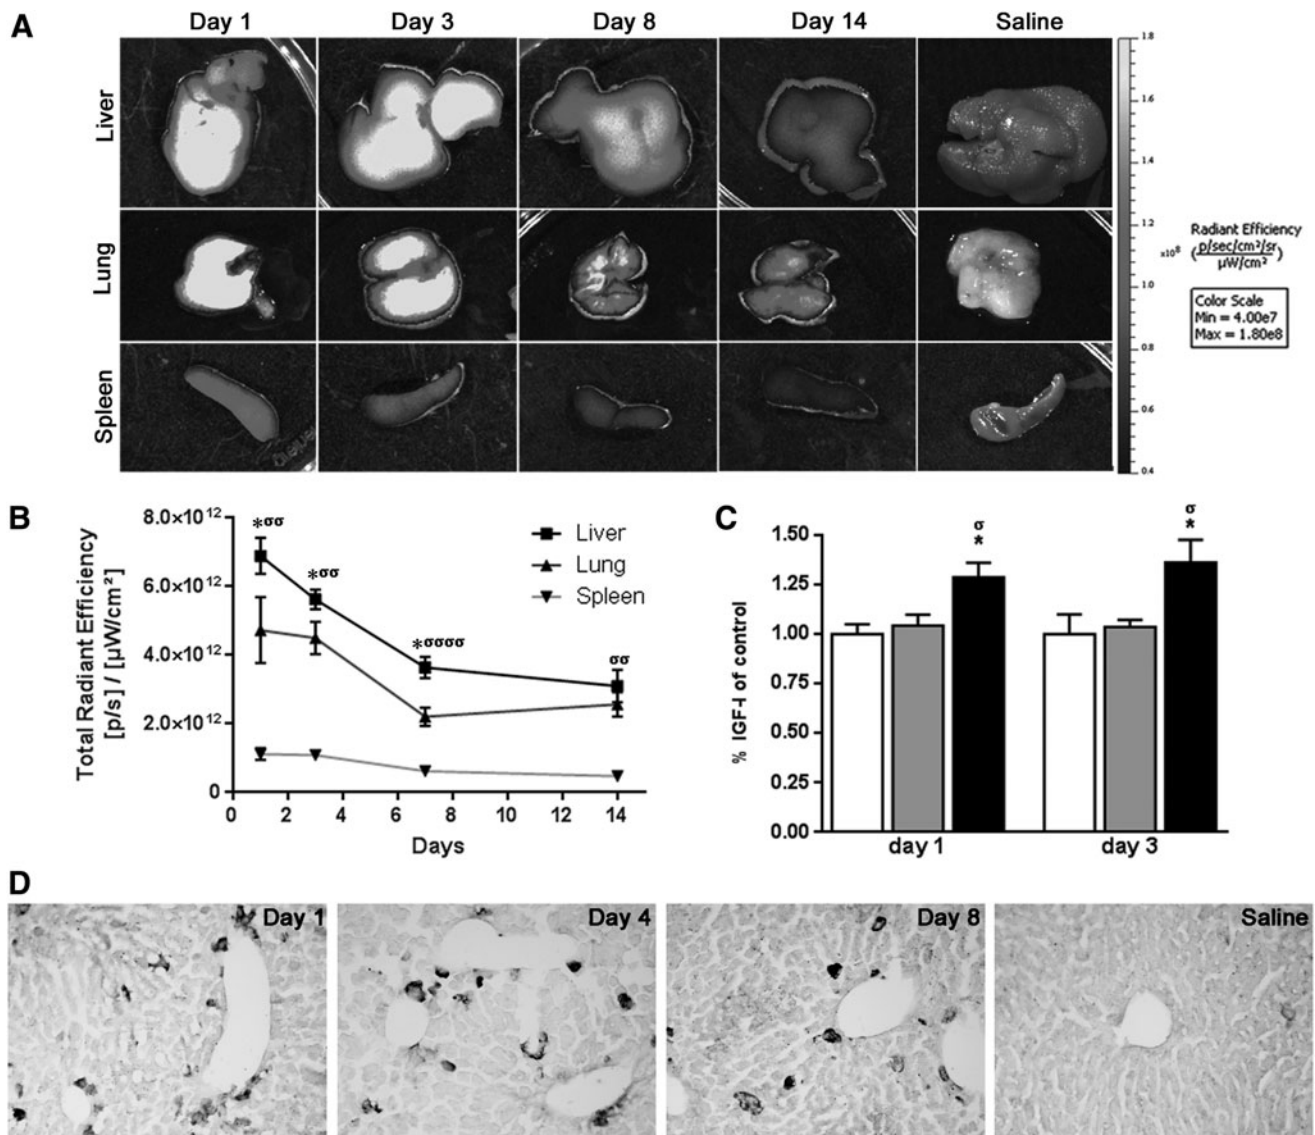 A
Day 1 Day 3 Day 8 Day 14 Saline
Liver
Lung
Spleen
1.8
1.6
1.4
1.2
1.0
0.8
0.6
0.4
x10⁸
Radiant Efficiency
(p/sec/cm²/sr
µW/cm²)
Color Scale
Min = 4.00e7
Max = 1.80e8
B
Total Radiant Efficiency
[p/s] / [µW/cm²]
8.0×10¹²
6.0×10¹²
4.0×10¹²
2.0×10¹²
0
*σσ
*σσ
*σσσσ
σσ
Liver
Lung
Spleen
0 2 4 6 8 10 12 14
Days
C
% IGF-I of control
1.50
1.25
1.00
0.75
0.50
0.25
0.00
σ
*
σ
*
day 1 day 3
D
Day 1 Day 4 Day 8 Saline